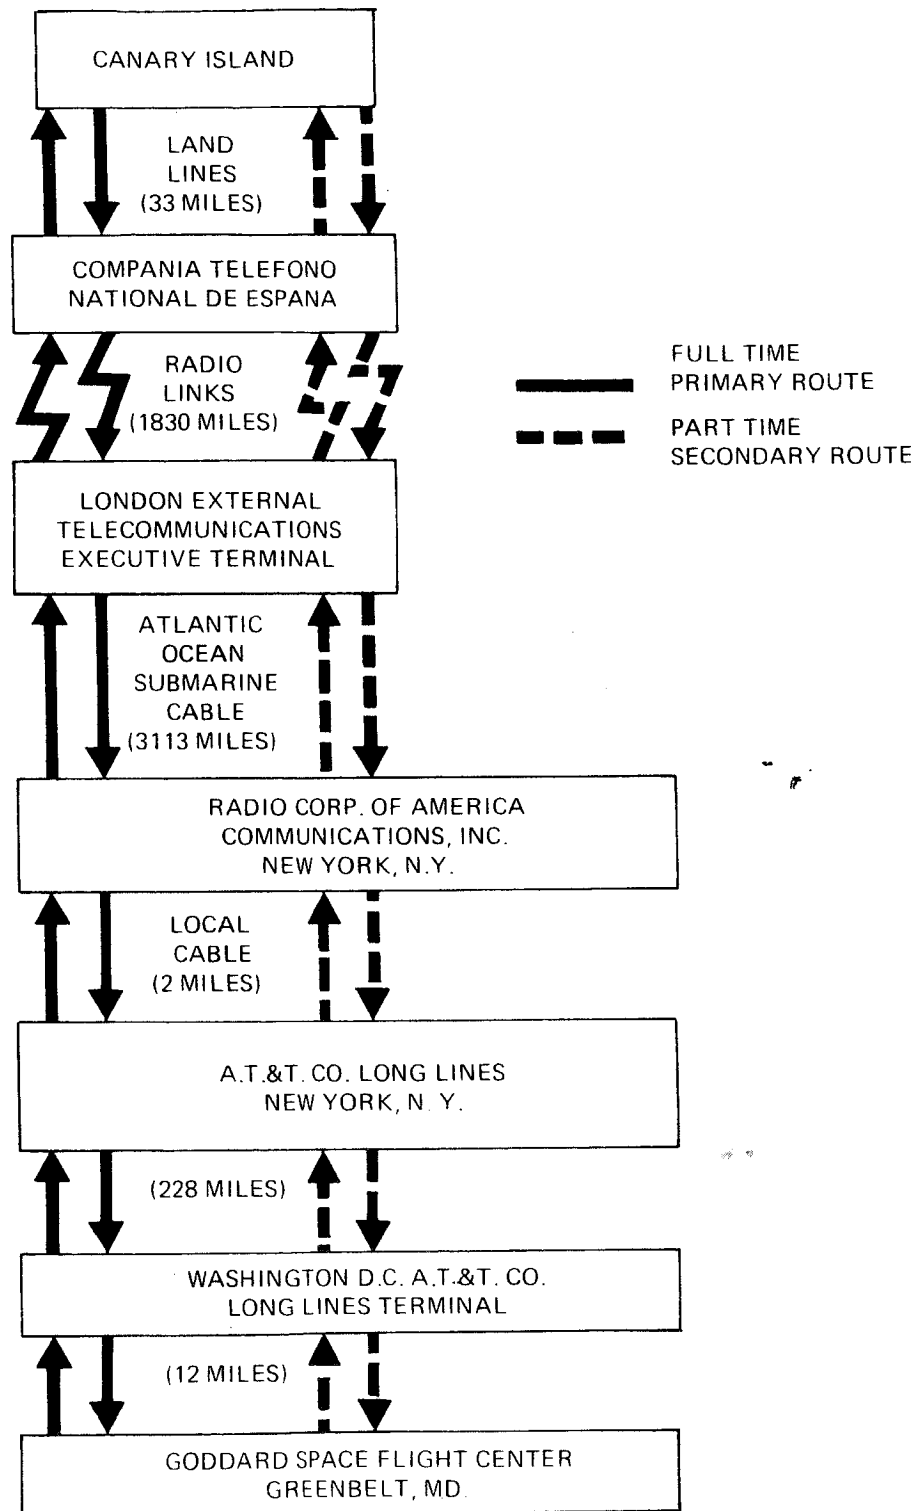 CANARY ISLAND
LAND
LINES
(33 MILES)
COMPANIA TELEFONO
NATIONAL DE ESPANA
RADIO
LINKS
(1830 MILES)
FULL TIME
PRIMARY ROUTE
PART TIME
SECONDARY ROUTE
LONDON EXTERNAL
TELECOMMUNICATIONS
EXECUTIVE TERMINAL
ATLANTIC
OCEAN
SUBMARINE
CABLE
(3113 MILES)
RADIO CORP. OF AMERICA
COMMUNICATIONS, INC.
NEW YORK, N.Y.
LOCAL
CABLE
(2 MILES)
A.T.&T. CO. LONG LINES
NEW YORK, N. Y.
(228 MILES)
WASHINGTON D.C. A.T.&T. CO.
LONG LINES TERMINAL
(12 MILES)
GODDARD SPACE FLIGHT CENTER
GREENBELT, MD.